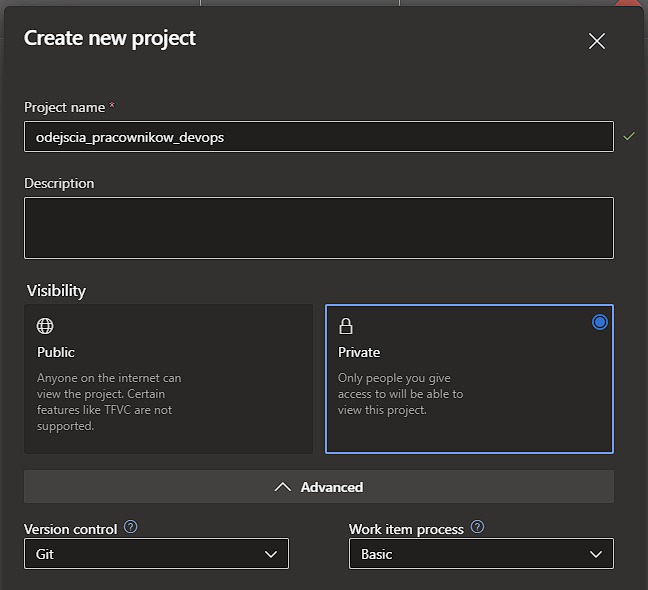 Create new project
Project name *
odejscia_pracownikow_devops
Description
Visibility
Public
Anyone on the internet can
view the project. Certain
features like TFVC are not
supported.
Private
Only people you give
access to will be able to
view this project.
Advanced
Version control ?
Git
Work item process ?
Basic